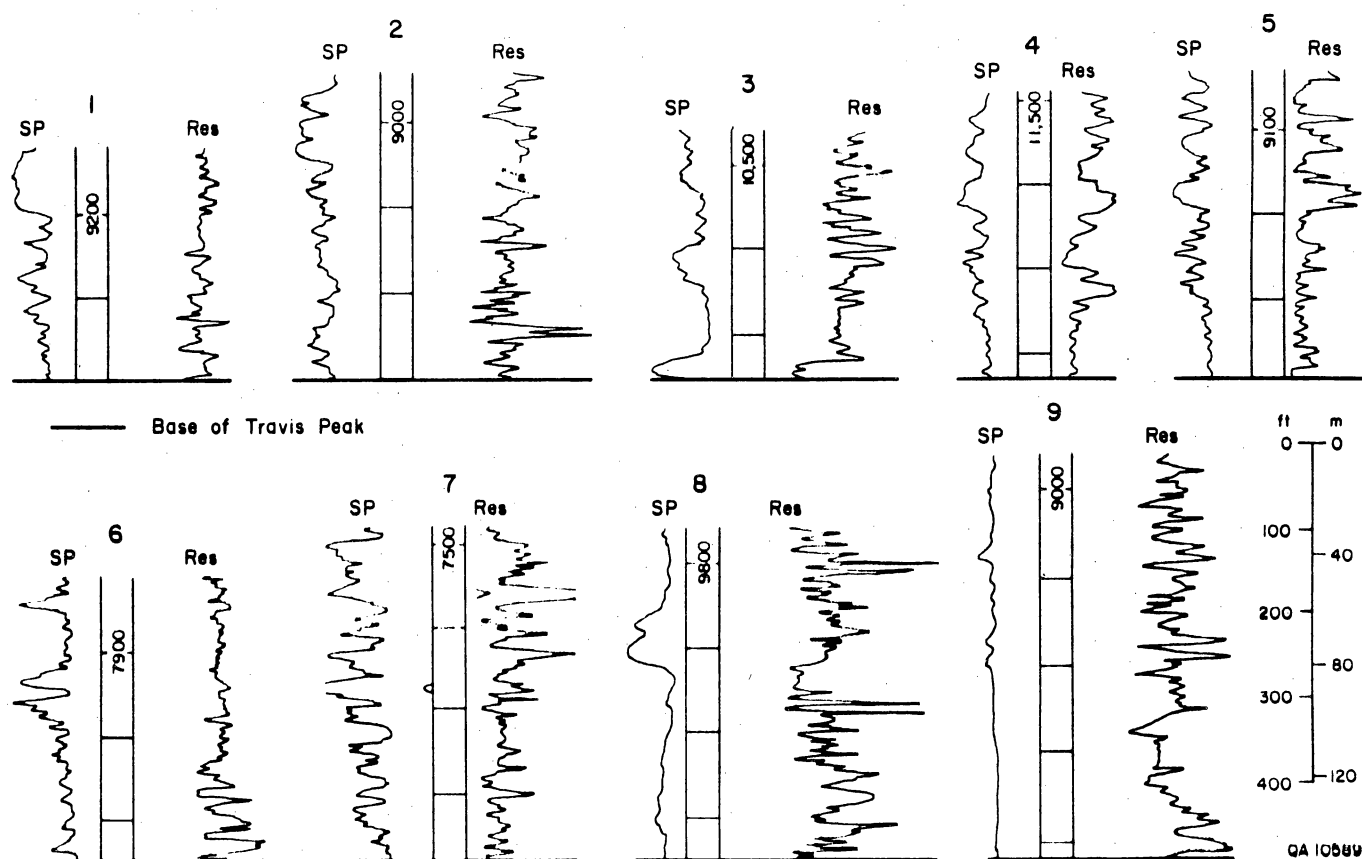 1
SP
Res
9200
2
SP
Res
9000
3
SP
Res
10,500
4
SP
Res
11,500
5
SP
Res
9100
Base of Travis Peak
6
SP
Res
7900
7
SP
Res
7500
8
SP
Res
9800
9
SP
Res
9000
ft m
0 0
100 40
200
80
300
400 120
QA 10589